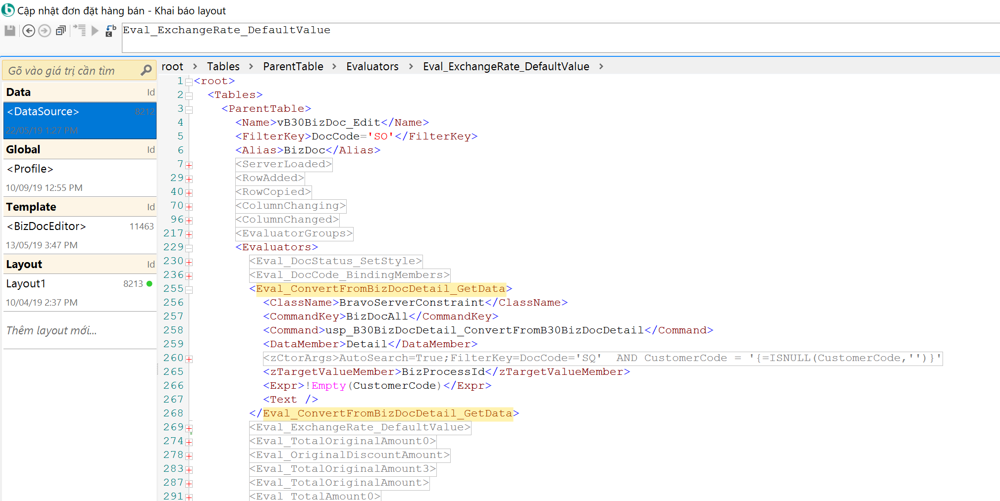 Cập nhật đơn đặt hàng bán - Khai báo layout
Eval_ExchangeRate_DefaultValue
Gõ vào giá trị cần tìm
Data Id
<DataSource> 8212
22/05/19 1:27 PM
Global Id
<Profile>
10/09/19 12:55 PM
Template Id
<BizDocEditor> 11463
13/05/19 3:47 PM
Layout Id
Layout1 8213
10/04/19 2:37 PM
Thêm layout mới...
root > Tables > ParentTable > Evaluators > Eval_ExchangeRate_DefaultValue >
1 <root>
2 <Tables>
3 <ParentTable>
4 <Name>vB30BizDoc_Edit</Name>
5 <FilterKey>DocCode='SO'</FilterKey>
6 <Alias>BizDoc</Alias>
7 <ServerLoaded>
29 <RowAdded>
40 <RowCopied>
70 <ColumnChanging>
96 <ColumnChanged>
217 <EvaluatorGroups>
229 <Evaluators>
230 <Eval_DocStatus_SetStyle>
236 <Eval_DocCode_BindingMembers>
255 <Eval_ConvertFromBizDocDetail_GetData>
256 <ClassName>BravoServerConstraint</ClassName>
257 <CommandKey>BizDocAll</CommandKey>
258 <Command>usp_B30BizDocDetail_ConvertFromB30BizDocDetail</Command>
259 <DataMember>Detail</DataMember>
260 <zCtorArgs>AutoSearch=True;FilterKey=DocCode='SQ'  AND CustomerCode = '{=ISNULL(CustomerCode,'')}'
265 <zTargetValueMember>BizProcessId</zTargetValueMember>
266 <Expr>!Empty(CustomerCode)</Expr>
267 <Text />
268 </Eval_ConvertFromBizDocDetail_GetData>
269 <Eval_ExchangeRate_DefaultValue>
274 <Eval_TotalOriginalAmount0>
278 <Eval_OriginalDiscountAmount>
283 <Eval_TotalOriginalAmount3>
287 <Eval_TotalOriginalAmount>
291 <Eval_TotalAmount0>